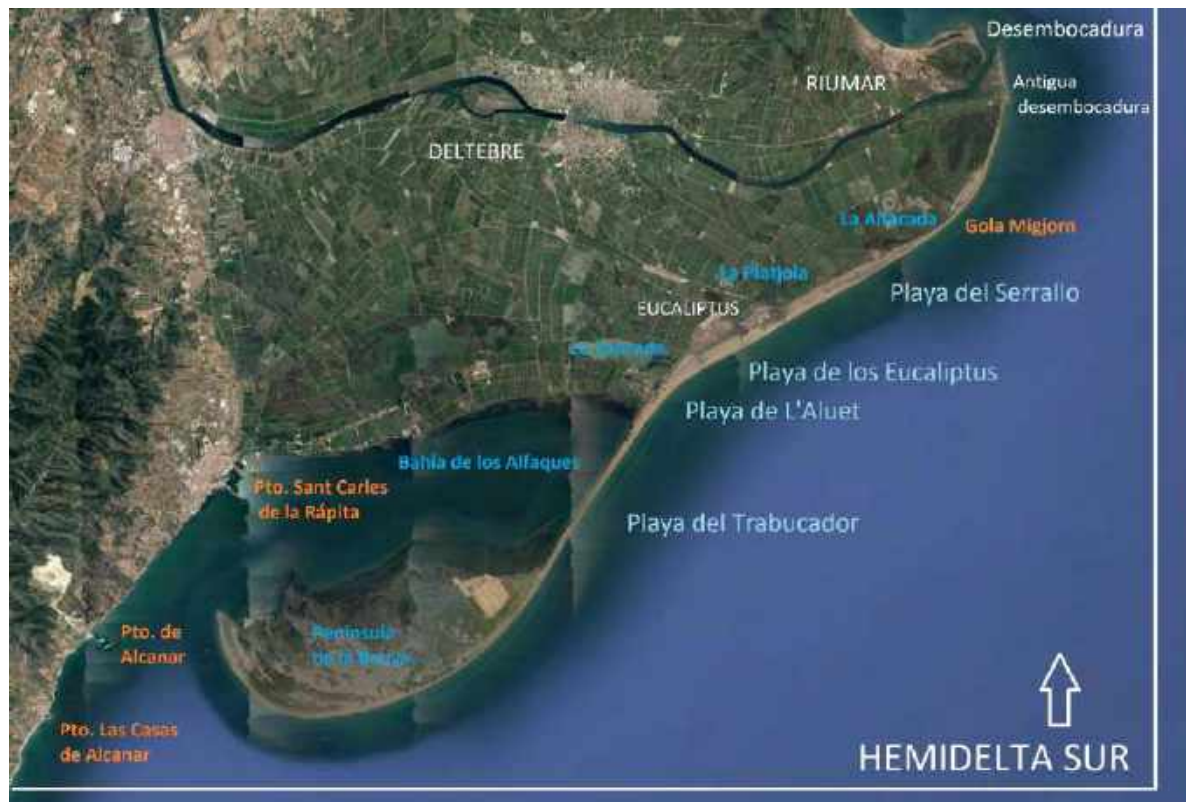 Desembocadura
RIUMAR
Antigua
desembocadura
DELTEBRE
La Alfacada
Gola Migjorn
La Platjola
Playa del Serrallo
EUCALIPTUS
Playa de los Eucaliptus
Playa de L'Aluet
Bahía de los Alfaques
Pto. Sant Carles
de la Rápita
Playa del Trabucador
Pto. de
Alcanar
Península
de la
Pto. Las Casas
de Alcanar
HEMIDELTA SUR